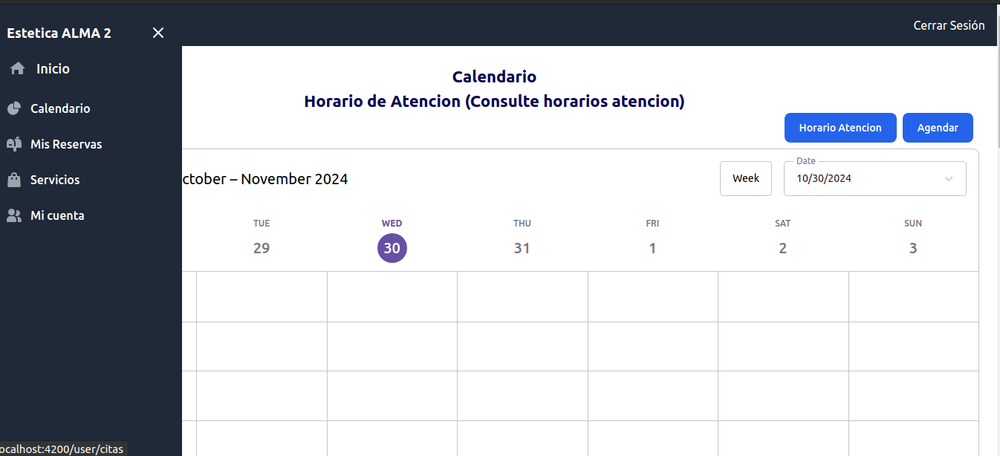 Cerrar Sesión
Estetica ALMA 2
Inicio
Calendario
Mis Reservas
Servicios
Mi cuenta
Calendario
Horario de Atencion (Consulte horarios atencion)
Horario Atencion
Agendar
ctober – November 2024
Week
Date
10/30/2024
TUE WED THU FRI SAT SUN
29 30 31 1 2 3
ocalhost:4200/user/citas